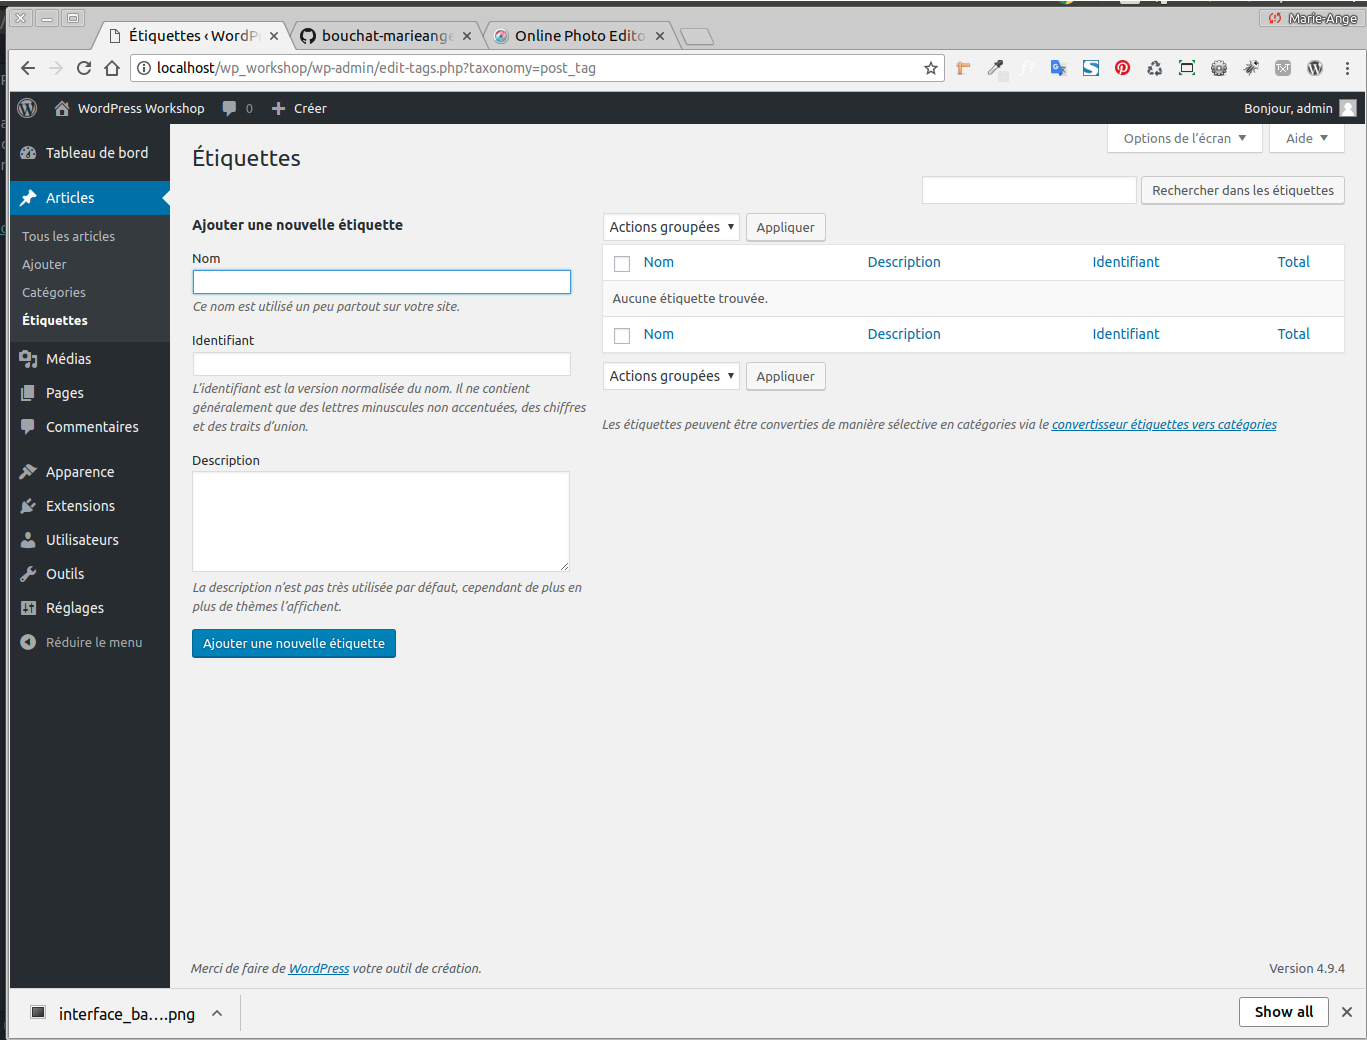 Marie-Ange
Étiquettes ‹ WordP
bouchat-marieange
Online Photo Edito
localhost/wp_workshop/wp-admin/edit-tags.php?taxonomy=post_tag
WordPress Workshop 0 Créer
Bonjour, admin
Tableau de bord
Articles
Tous les articles
Ajouter
Catégories
Étiquettes
Médias
Pages
Commentaires
Apparence
Extensions
Utilisateurs
Outils
Réglages
Réduire le menu
Options de l’écran
Aide
Étiquettes
Rechercher dans les étiquettes
Ajouter une nouvelle étiquette
Nom
Ce nom est utilisé un peu partout sur votre site.
Identifiant
L’identifiant est la version normalisée du nom. Il ne contient
généralement que des lettres minuscules non accentuées, des chiffres
et des traits d’union.
Description
La description n’est pas très utilisée par défaut, cependant de plus en
plus de thèmes l’affichent.
Ajouter une nouvelle étiquette
Actions groupées Appliquer
Nom Description Identifiant Total
Aucune étiquette trouvée.
Nom Description Identifiant Total
Actions groupées Appliquer
Les étiquettes peuvent être converties de manière sélective en catégories via le convertisseur étiquettes vers catégories
Merci de faire de WordPress votre outil de création.
Version 4.9.4
interface_ba....png
Show all